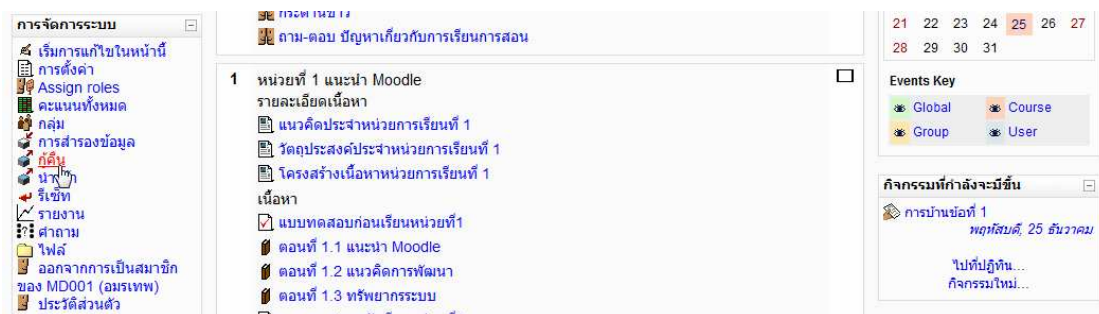 การจัดการระบบ
เริ่มการแก้ไขในหน้านี้
การตั้งค่า
Assign roles
คะแนนทั้งหมด
กลุ่ม
การสำรองข้อมูล
กู้คืน
รีเซ็ท
รายงาน
คำถาม
ไฟล์
ออกจากการเป็นสมาชิก
ของ MD001 (อมรเทพ)
ประวัติส่วนตัว
กระดานข่าว
ถาม-ตอบ ปัญหาเกี่ยวกับการเรียนการสอน
1 หน่วยที่ 1 แนะนำ Moodle
รายละเอียดเนื้อหา
แนวคิดประจำหน่วยการเรียนที่ 1
วัตถุประสงค์ประจำหน่วยการเรียนที่ 1
โครงสร้างเนื้อหาหน่วยการเรียนที่ 1
เนื้อหา
แบบทดสอบก่อนเรียนหน่วยที่1
ตอนที่ 1.1 แนะนำ Moodle
ตอนที่ 1.2 แนวคิดการพัฒนา
ตอนที่ 1.3 ทรัพยากรระบบ
21 22 23 24 25 26 27
28 29 30 31
Events Key
Global Course
Group User
กิจกรรมที่กำลังจะมีขึ้น
การบ้านข้อที่ 1
พฤหัสบดี, 25 ธันวาคม
ไปที่ปฏิทิน...
กิจกรรมใหม่...